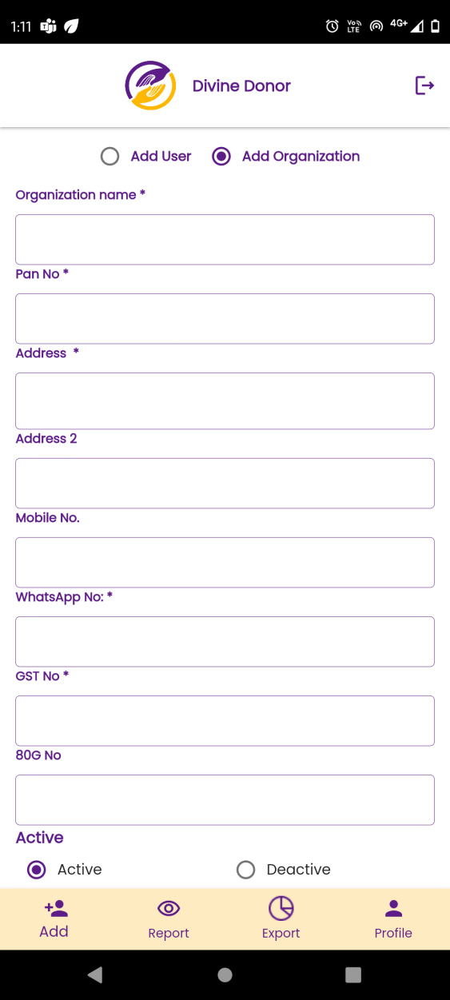 1:11
Vo
LTE
4G+
Divine Donor
Add User Add Organization
Organization name *
Pan No *
Address *
Address 2
Mobile No.
WhatsApp No: *
GST No *
80G No
Active
Active Deactive
Add Report Export Profile